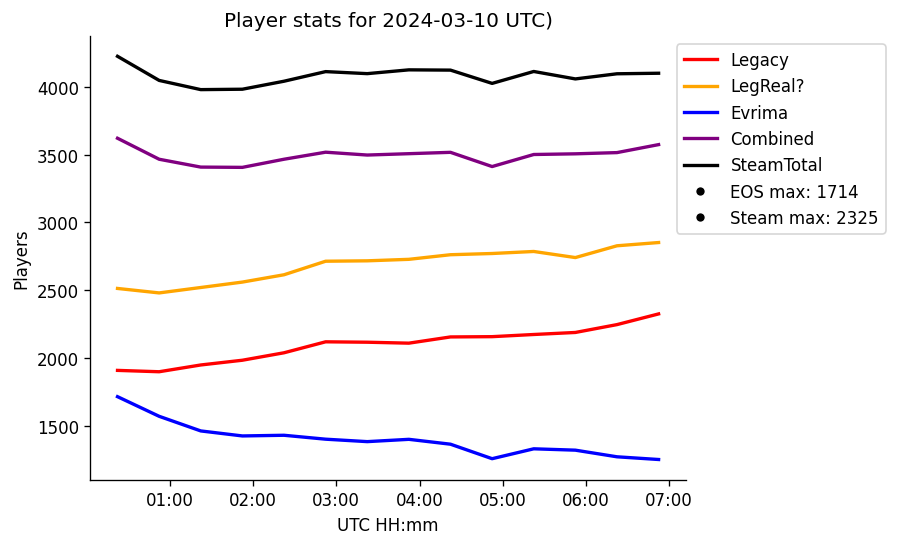 Player stats for 2024-03-10 UTC)
Legacy
LegReal?
Evrima
Combined
SteamTotal
EOS max: 1714
Steam max: 2325
4000
3500
3000
2500
2000
1500
Players
01:00 02:00 03:00 04:00 05:00 06:00 07:00
UTC HH:mm